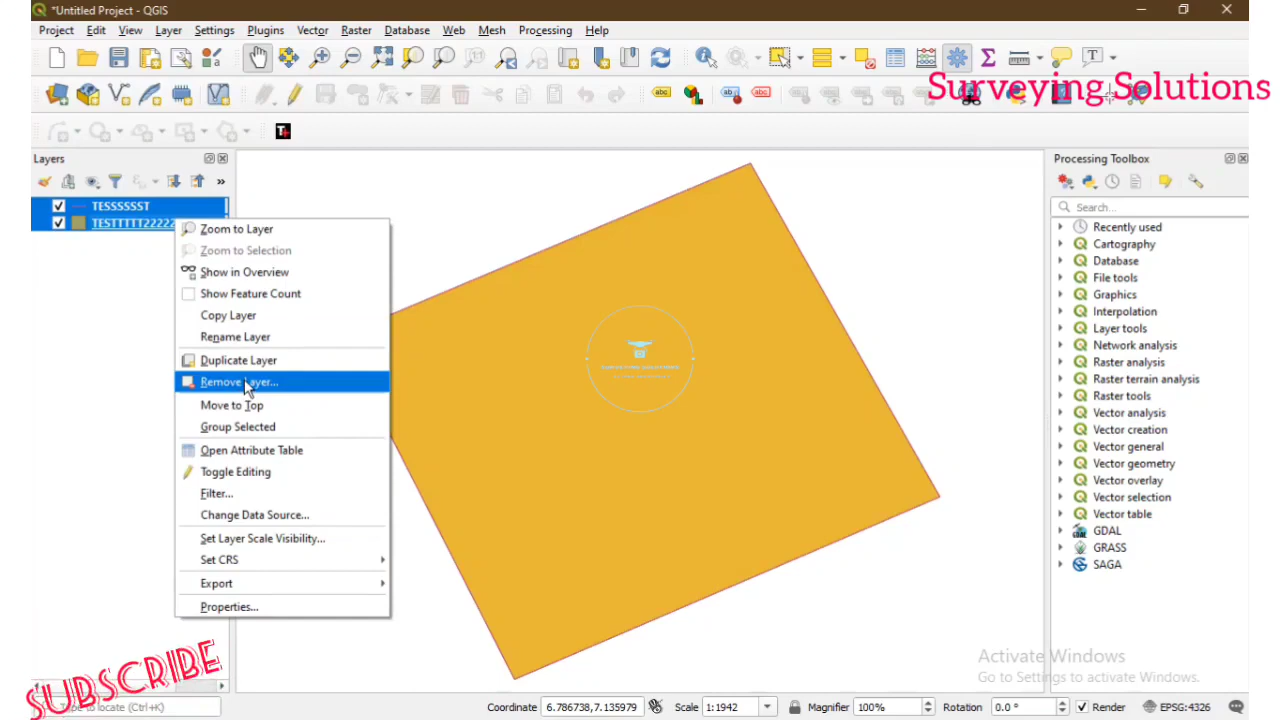 *Untitled Project - QGIS
Project Edit View Layer Settings Plugins Vector Raster Database Web Mesh Processing Help
Surveying Solutions
Layers
Processing Toolbox
TESSSSSST
TESTTTTT22222
Search...
Zoom to Layer
Zoom to Selection
Show in Overview
Show Feature Count
Copy Layer
Rename Layer
Duplicate Layer
Remove Layer...
Move to Top
Group Selected
Open Attribute Table
Toggle Editing
Filter...
Change Data Source...
Set Layer Scale Visibility...
Set CRS
Export
Properties...
Recently used
Cartography
Database
File tools
Graphics
Interpolation
Layer tools
Network analysis
Raster analysis
Raster terrain analysis
Raster tools
Vector analysis
Vector creation
Vector general
Vector geometry
Vector overlay
Vector selection
Vector table
GDAL
GRASS
SAGA
Activate Windows
Go to Settings to activate Windows.
SUBSCRIBE
Type to locate (Ctrl+K)
Coordinate 6.786738,7.135979 Scale 1:1942 Magnifier 100% Rotation 0.0 ° Render EPSG:4326